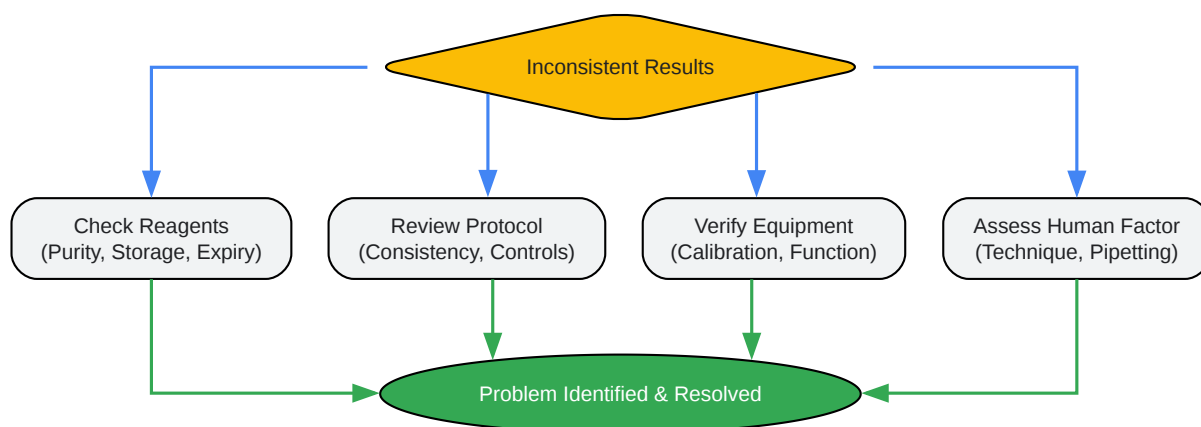 Inconsistent Results
Check Reagents
(Purity, Storage, Expiry)
Review Protocol
(Consistency, Controls)
Verify Equipment
(Calibration, Function)
Assess Human Factor
(Technique, Pipetting)
Problem Identified & Resolved